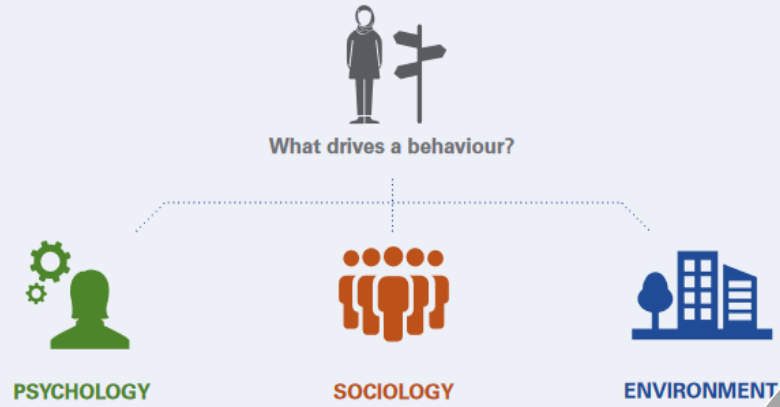 What drives a behaviour?
PSYCHOLOGY
SOCIOLOGY
ENVIRONMENT